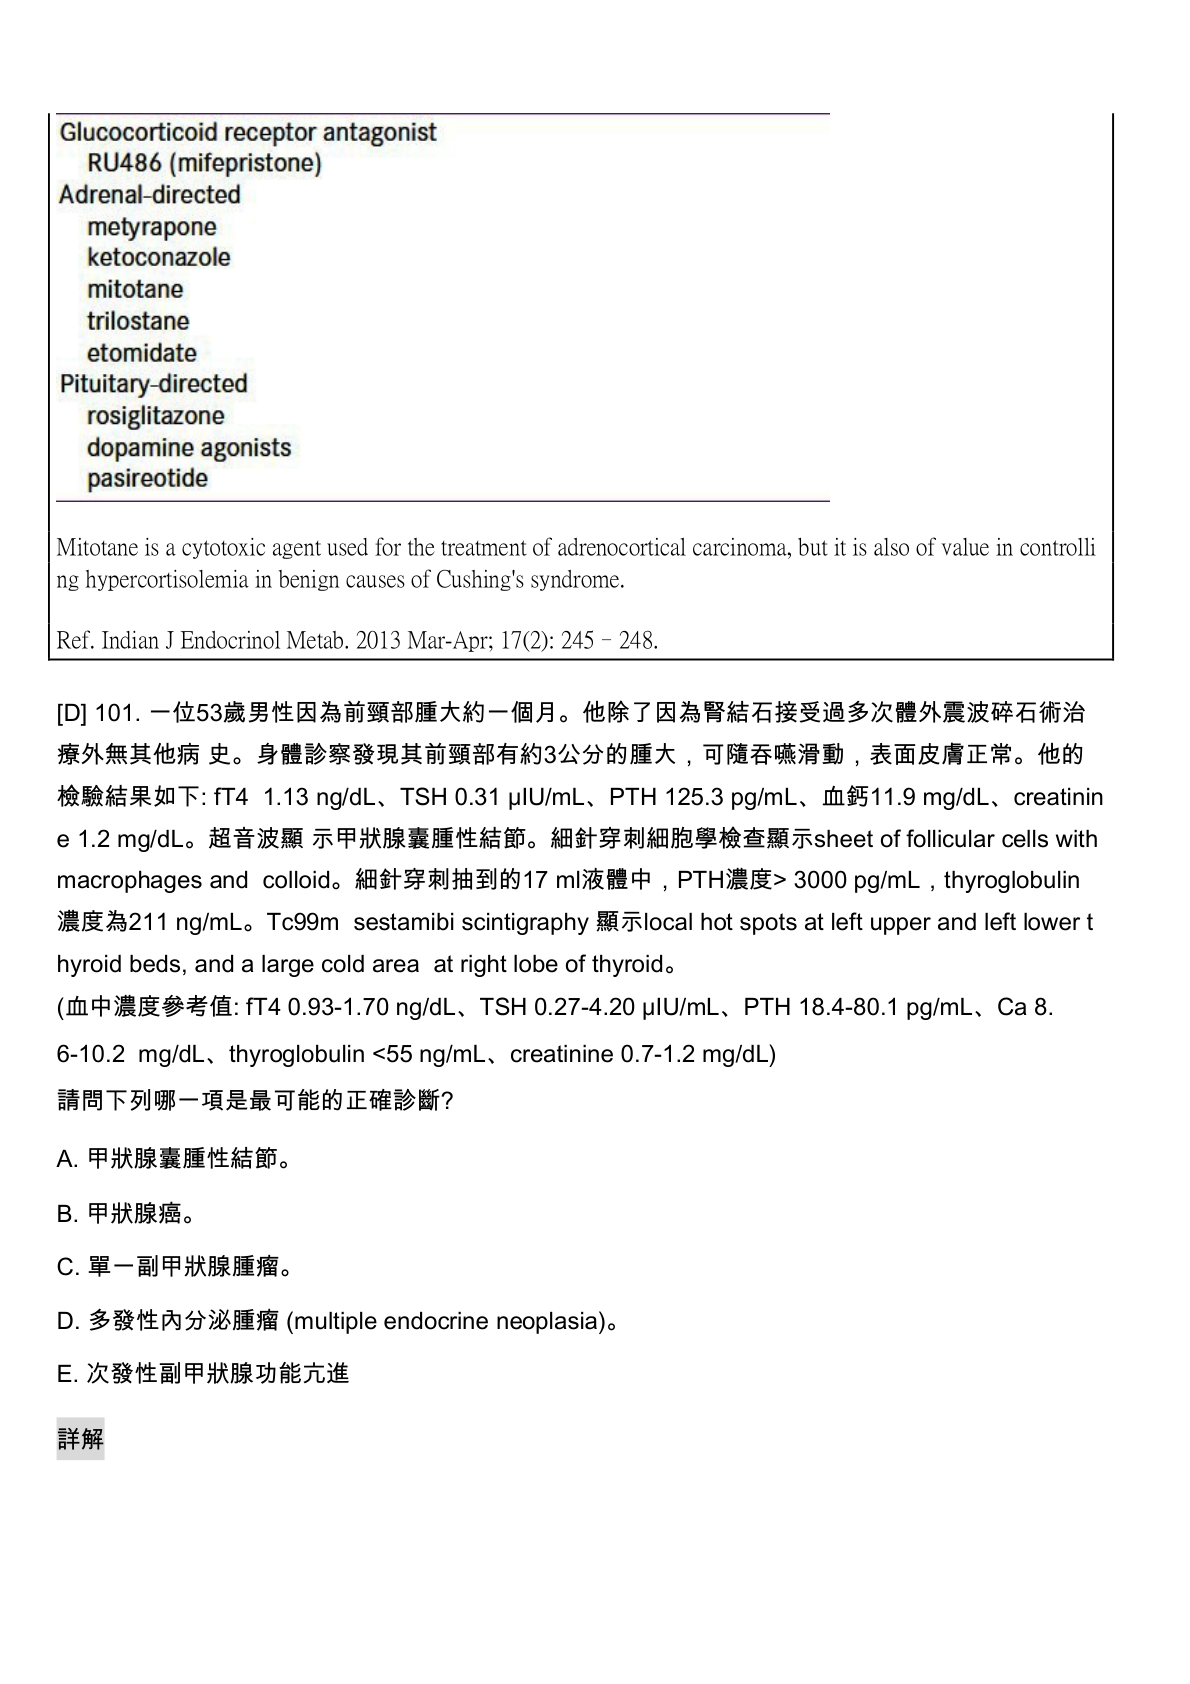 Glucocorticoid receptor antagonist
RU486 (mifepristone)
Adrenal-directed
metyrapone
ketoconazole
mitotane
trilostane
etomidate
Pituitary-directed
rosiglitazone
dopamine agonists
pasireotide
Mitotane is a cytotoxic agent used for the treatment of adrenocortical carcinoma, but it is also of value in controlli
ng hypercortisolemia in benign causes of Cushing's syndrome.
Ref. Indian J Endocrinol Metab. 2013 Mar-Apr; 17(2): 245–248.
[D] 101. 一位53歲男性因為前頸部腫大約一個月。他除了因為腎結石接受過多次體外震波碎石術治
療外無其他病 史。身體診察發現其前頸部有約3公分的腫大，可隨吞嚥滑動，表面皮膚正常。他的
檢驗結果如下: fT4 1.13 ng/dL、TSH 0.31 μIU/mL、PTH 125.3 pg/mL、血鈣11.9 mg/dL、creatinin
e 1.2 mg/dL。超音波顯 示甲狀腺囊腫性結節。細針穿刺細胞學檢查顯示sheet of follicular cells with
macrophages and colloid。細針穿刺抽到的17 ml液體中，PTH濃度> 3000 pg/mL，thyroglobulin
濃度為211 ng/mL。Tc99m sestamibi scintigraphy 顯示local hot spots at left upper and left lower t
hyroid beds, and a large cold area at right lobe of thyroid。
(血中濃度參考值: fT4 0.93-1.70 ng/dL、TSH 0.27-4.20 μIU/mL、PTH 18.4-80.1 pg/mL、Ca 8.
6-10.2 mg/dL、thyroglobulin <55 ng/mL、creatinine 0.7-1.2 mg/dL)
請問下列哪一項是最可能的正確診斷?
A. 甲狀腺囊腫性結節。
B. 甲狀腺癌。
C. 單一副甲狀腺腫瘤。
D. 多發性內分泌腫瘤 (multiple endocrine neoplasia)。
E. 次發性副甲狀腺功能亢進
詳解